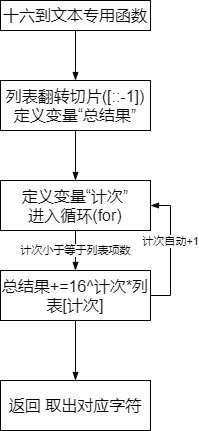 十六到文本专用函数
列表翻转切片([::-1])
定义变量“总结果”
定义变量“计次”
进入循环(for)
计次自动+1
计次小于等于列表项数
总结果+=16^计次*列
表[计次]
返回 取出对应字符